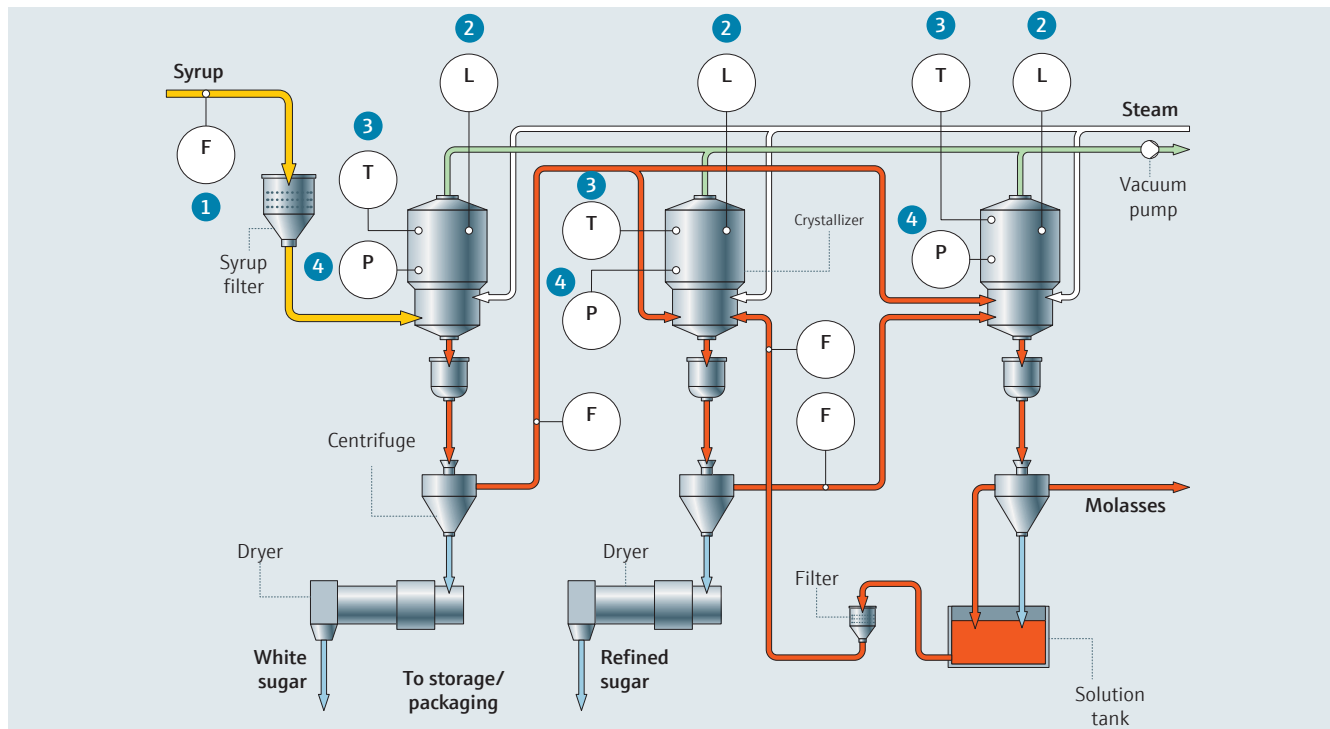 2
2
3
2
L
L
T
L
Syrup
Steam
3
F
T
Vacuum
pump
1
3
Crystallizer
4
T
P
Syrup
filter
4
P
4
P
F
F
F
Centrifuge
Molasses
Dryer
Dryer
Filter
White
sugar
To storage/
packaging
Refined
sugar
Solution
tank